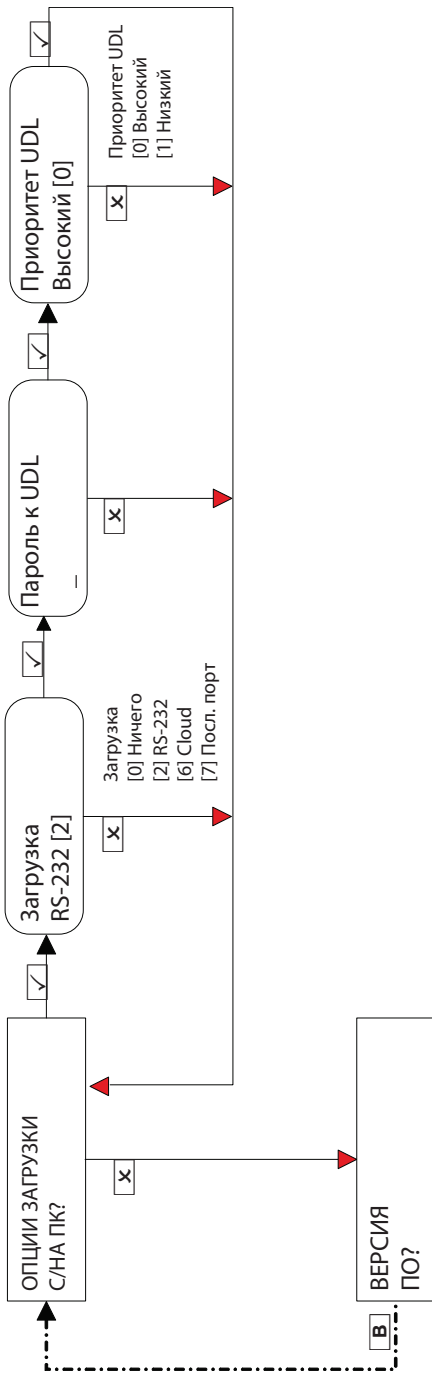 ОПЦИИ ЗАГРУЗКИ
С/НА ПК?
✓
Загрузка
RS-232 [2]
✓
Пароль к UDL
_
✓
Приоритет UDL
Высокий [0]
✓
x
x
Загрузка
[0] Ничего
[2] RS-232
[6] Cloud
[7] Посл. порт
x
x
Приоритет UDL
[0] Высокий
[1] Низкий
B
ВЕРСИЯ
ПО?